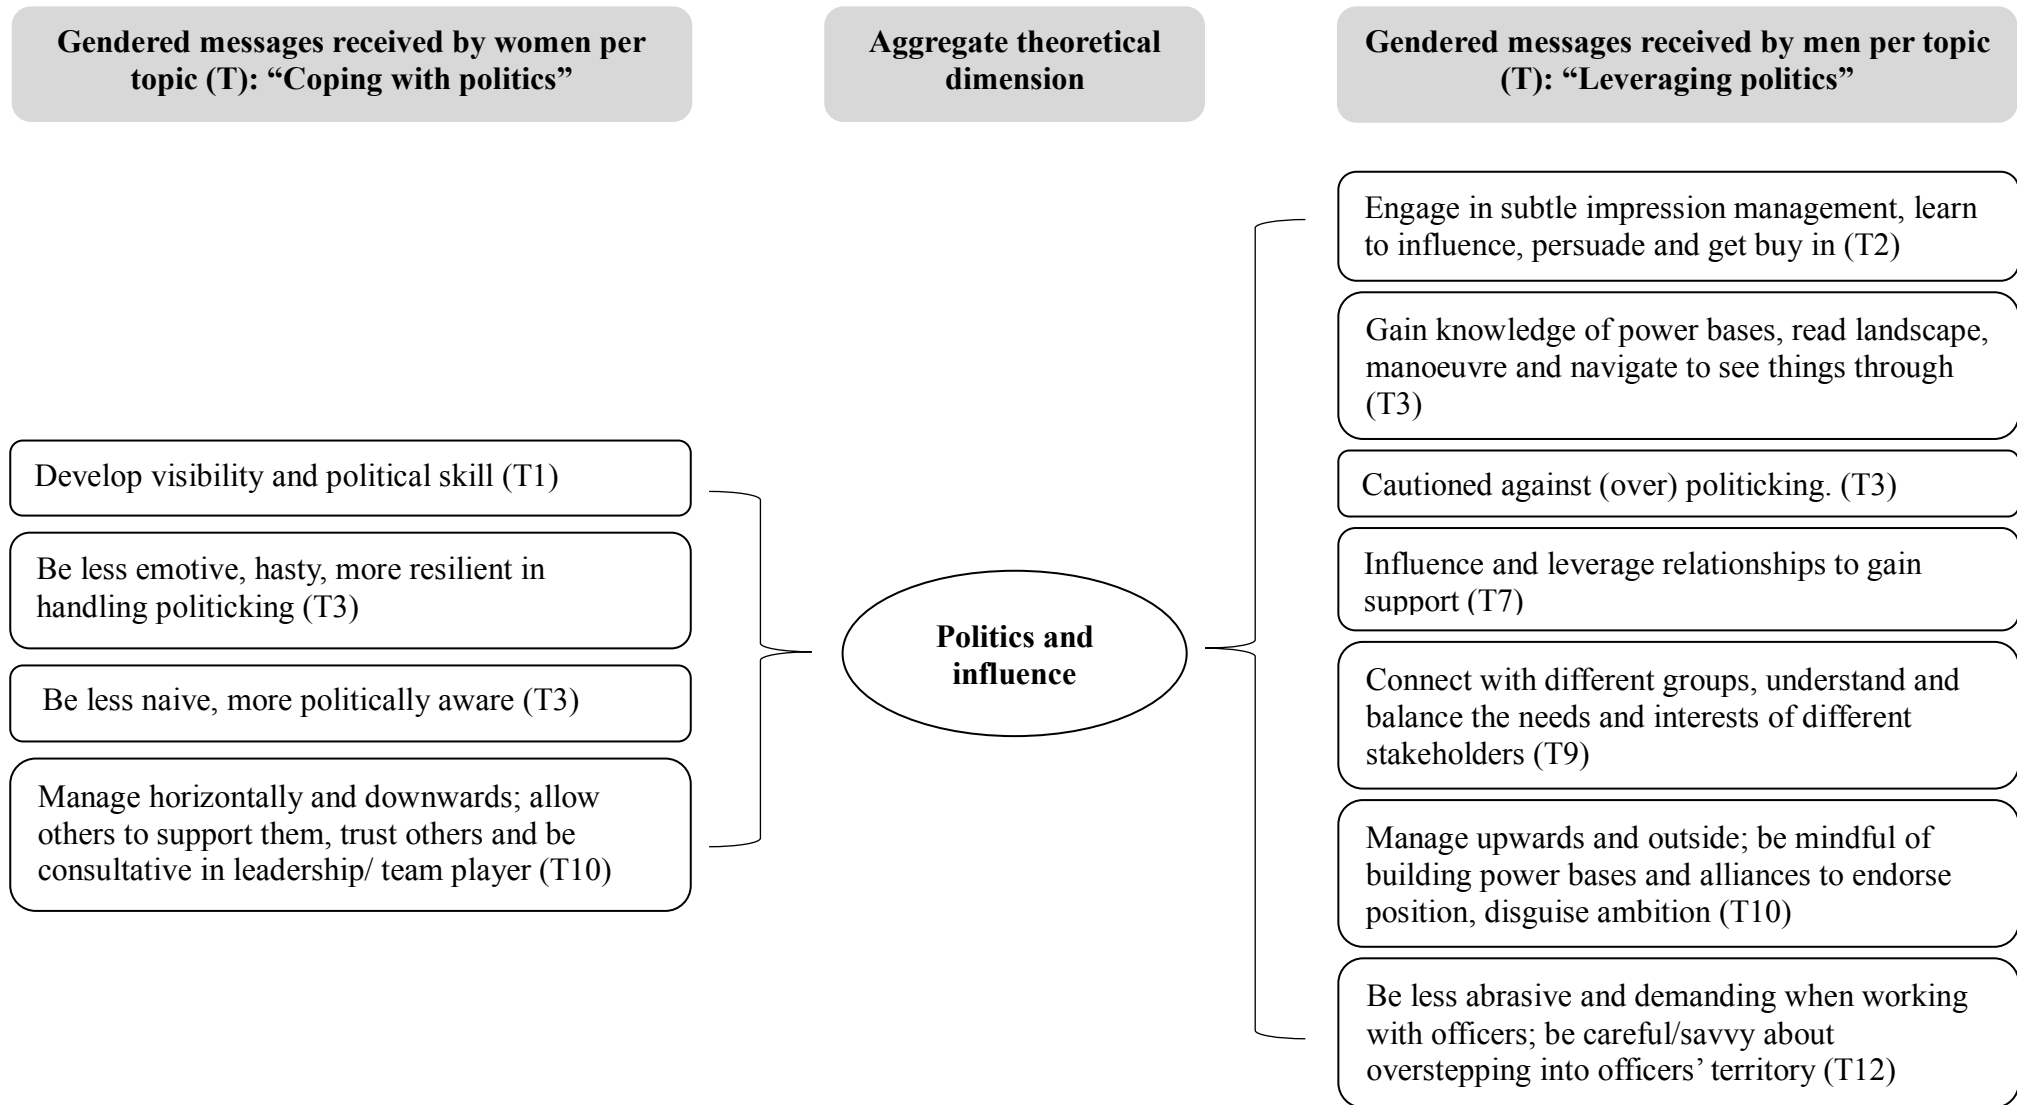 Gendered messages received by women per
topic (T): “Coping with politics”
Aggregate theoretical
dimension
Gendered messages received by men per topic
(T): “Leveraging politics”
Develop visibility and political skill (T1)
Be less emotive, hasty, more resilient in
handling politicking (T3)
Be less naive, more politically aware (T3)
Manage horizontally and downwards; allow
others to support them, trust others and be
consultative in leadership/ team player (T10)
Politics and
influence
Engage in subtle impression management, learn
to influence, persuade and get buy in (T2)
Gain knowledge of power bases, read landscape,
manoeuvre and navigate to see things through
(T3)
Cautioned against (over) politicking. (T3)
Influence and leverage relationships to gain
support (T7)
Connect with different groups, understand and
balance the needs and interests of different
stakeholders (T9)
Manage upwards and outside; be mindful of
building power bases and alliances to endorse
position, disguise ambition (T10)
Be less abrasive and demanding when working
with officers; be careful/savvy about
overstepping into officers’ territory (T12)